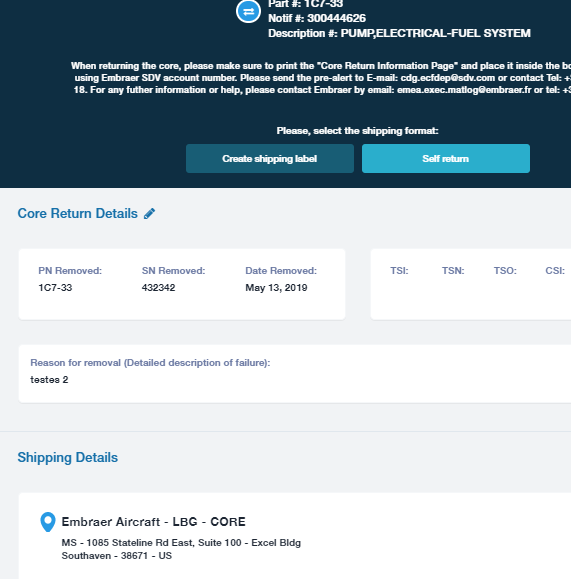 Part #: 1C7-33
Notif #: 300444626
Description #: PUMP,ELECTRICAL-FUEL SYSTEM
When returning the core, please make sure to print the "Core Return Information Page" and place it inside the
using Embraer SDV account number. Please send the pre-alert to E-mail: cdg.ecfdep@sdv.com or contact Tel:
18. For any futher information or help, please contact Embraer by email: emea.exec.matlog@embraer.fr or tel:
Please, select the shipping format:
Create shipping label Self return
Core Return Details
PN Removed: SN Removed: Date Removed: TSI: TSN: TSO: CSI:
1C7-33 432342 May 13, 2019
Reason for removal (Detailed description of failure):
testes 2
Shipping Details
Embraer Aircraft - LBG - CORE
MS - 1085 Stateline Rd East, Suite 100 - Excel Bldg
Southaven - 38671 - US